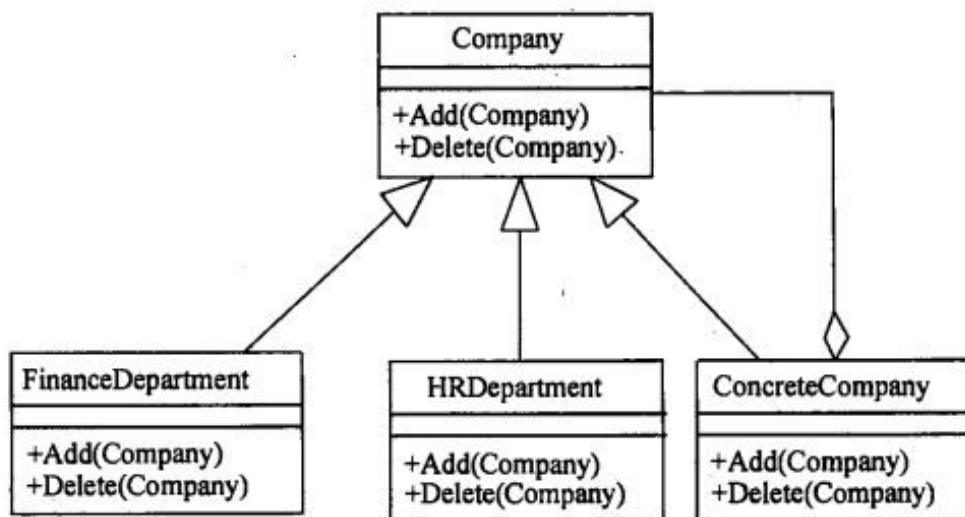 Company
+Add(Company)
+Delete(Company)
FinanceDepartment
+Add(Company)
+Delete(Company)
HRDepartment
+Add(Company)
+Delete(Company)
ConcreteCompany
+Add(Company)
+Delete(Company)